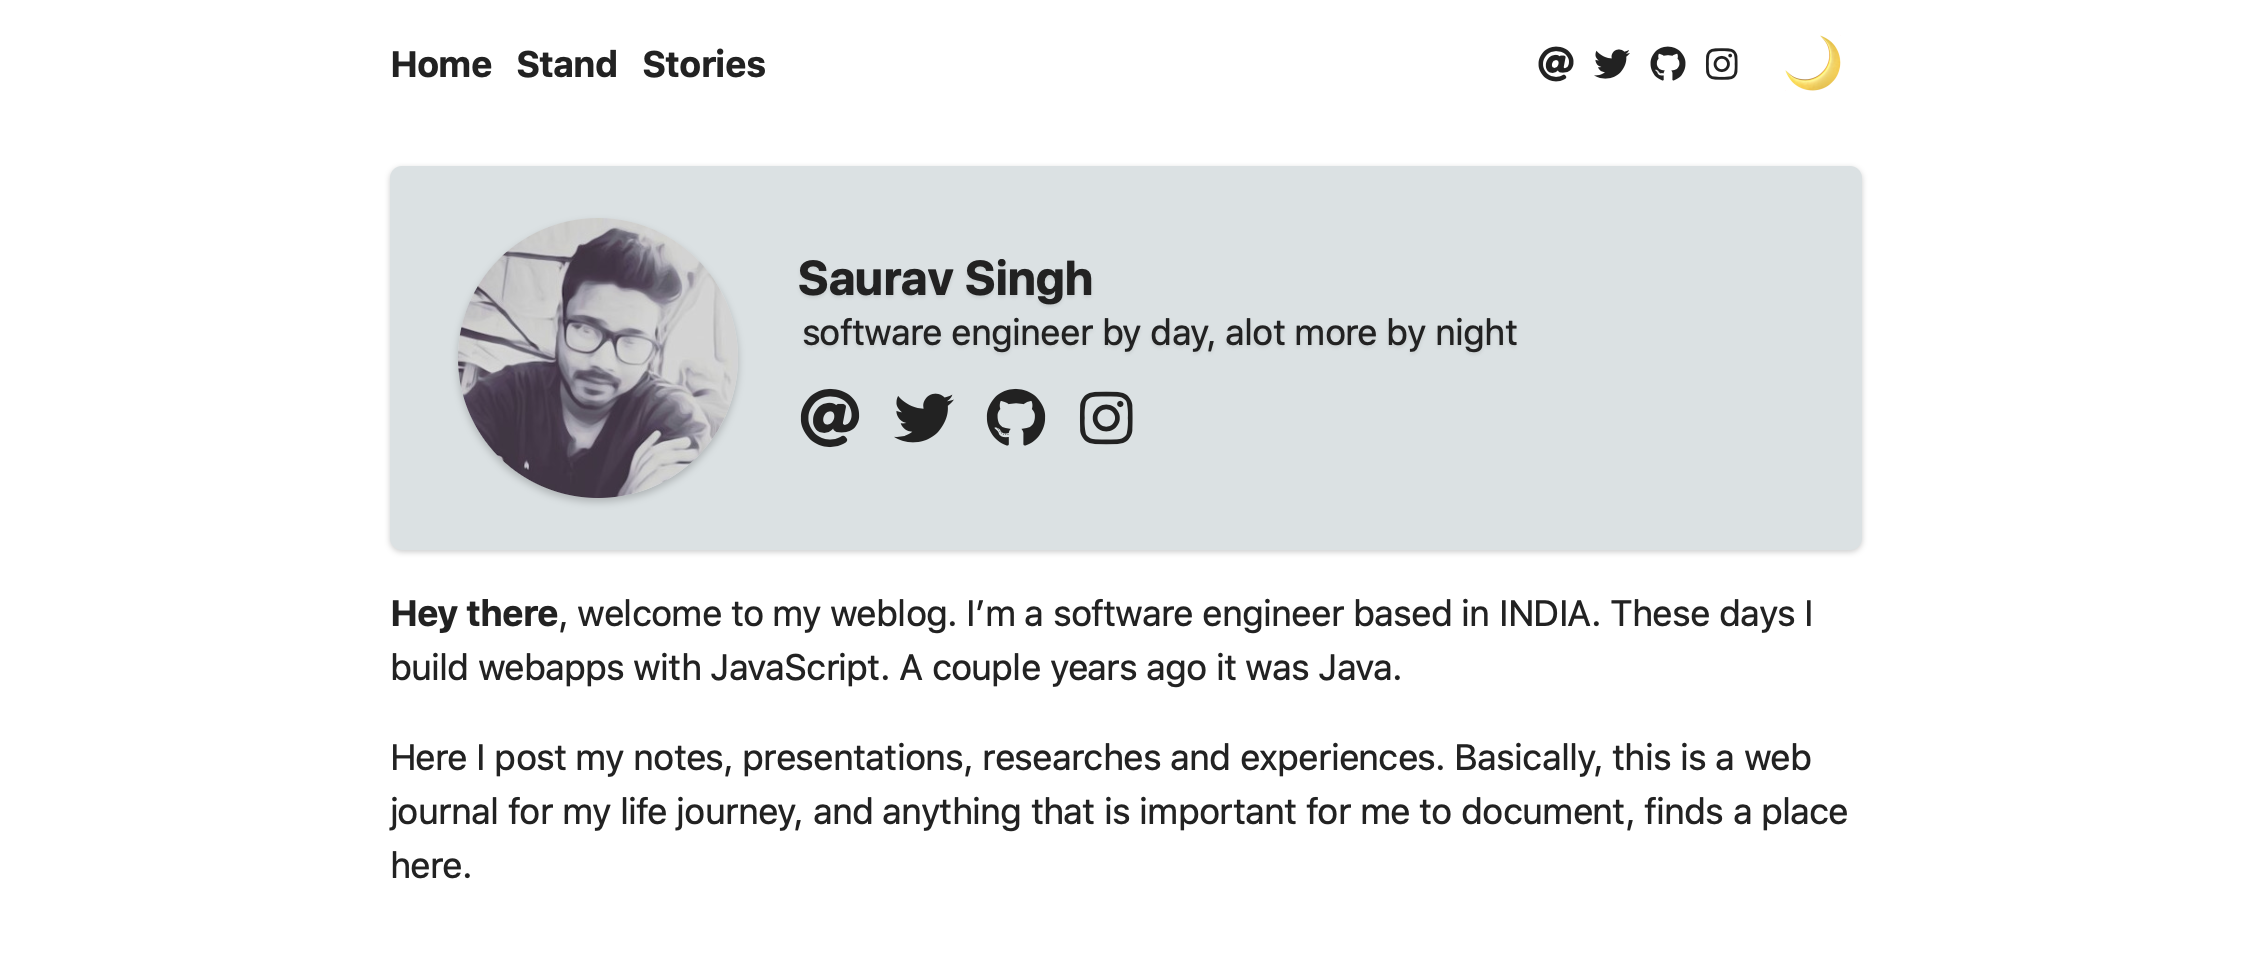 Home Stand Stories
Saurav Singh
software engineer by day, alot more by night
Hey there, welcome to my weblog. I’m a software engineer based in INDIA. These days I
build webapps with JavaScript. A couple years ago it was Java.
Here I post my notes, presentations, researches and experiences. Basically, this is a web
journal for my life journey, and anything that is important for me to document, finds a place
here.